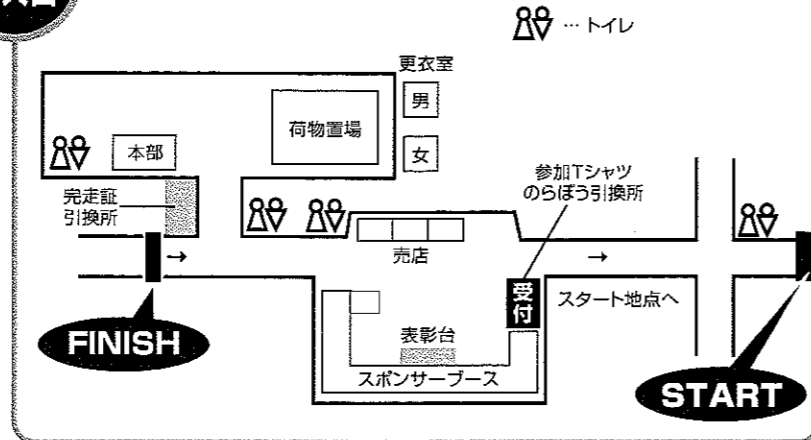 …トイレ
更衣室
男
荷物置場
本部
女
参加Tシャツ
のらぼう引換所
完走証
引換所
→
売店
→
受付
スタート地点へ
FINISH
表彰台
スポンサーブース
START